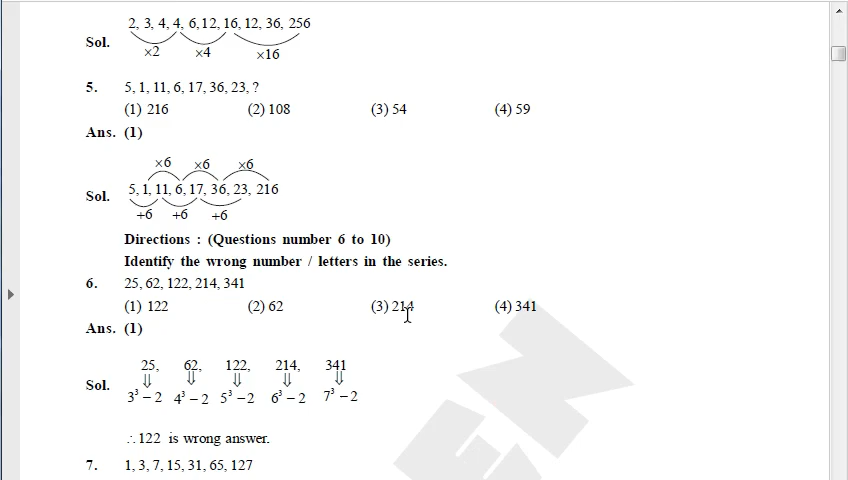 2, 3, 4, 4, 6, 12, 16, 12, 36, 256
Sol.
×2 ×4 ×16
5. 5, 1, 11, 6, 17, 36, 23, ?
(1) 216 (2) 108 (3) 54 (4) 59
Ans. (1)
×6 ×6 ×6
Sol. 5, 1, 11, 6, 17, 36, 23, 216
+6 +6 +6
Directions : (Questions number 6 to 10)
Identify the wrong number / letters in the series.
6. 25, 62, 122, 214, 341
(1) 122 (2) 62 (3) 214 (4) 341
Ans. (1)
25, 62, 122, 214, 341
Sol. ⇓ ⇓ ⇓ ⇓ ⇓
3³ – 2 4³ – 2 5³ – 2 6³ – 2 7³ – 2
∴122 is wrong answer.
7. 1, 3, 7, 15, 31, 65, 127